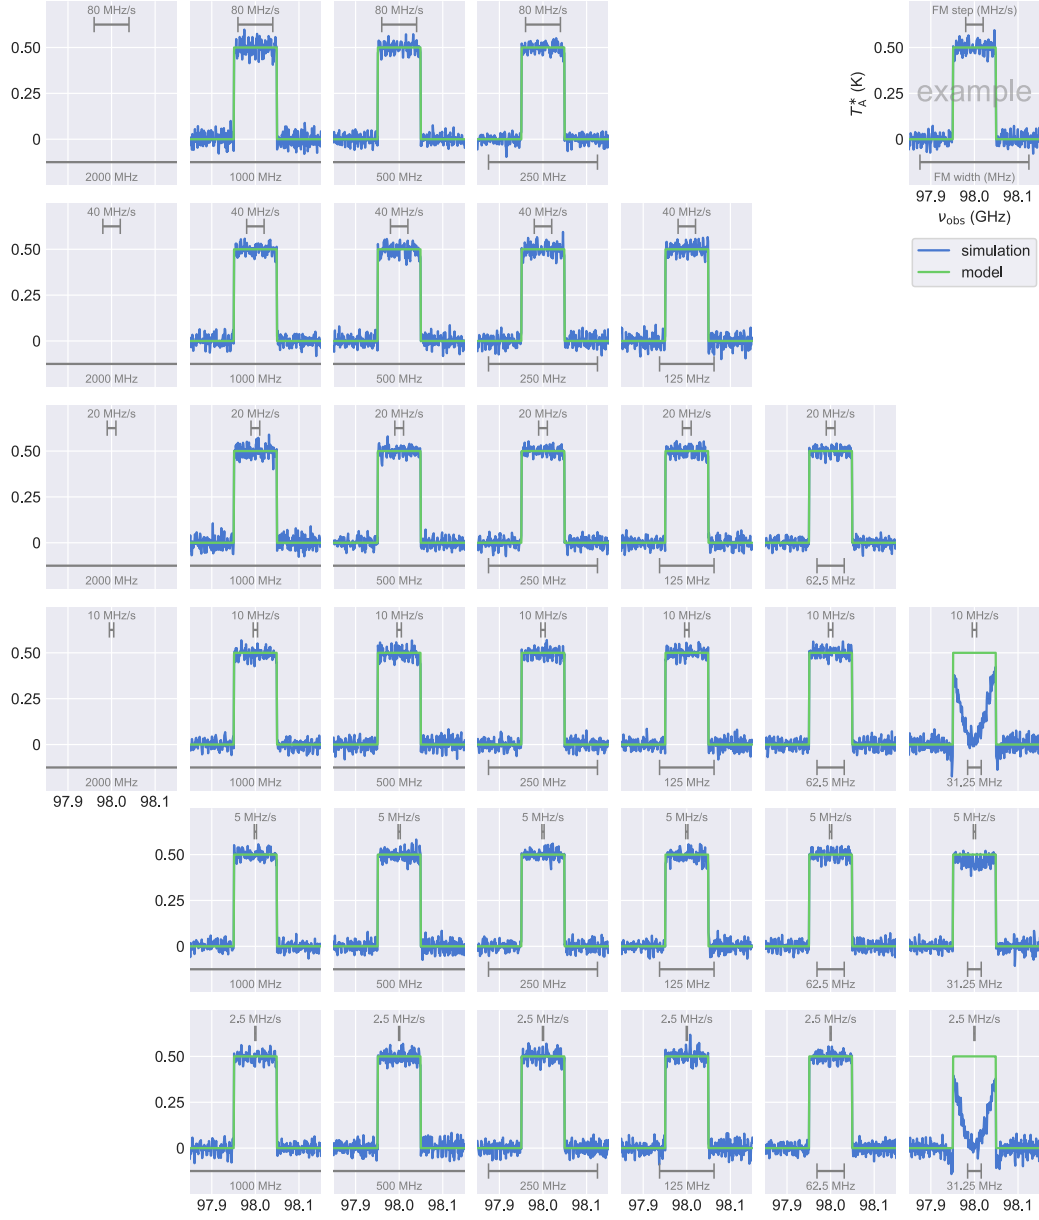 80 MHz/s 80 MHz/s 80 MHz/s 80 MHz/s FM step (MHz/s)
0.50 0.50
0.25 T*A (K) 0.25 example
0 0
2000 MHz 1000 MHz 500 MHz 250 MHz FM width (MHz)
97.9 98.0 98.1
νobs (GHz)
simulation
model
40 MHz/s 40 MHz/s 40 MHz/s 40 MHz/s 40 MHz/s
0.50
0.25
0
2000 MHz 1000 MHz 500 MHz 250 MHz 125 MHz
20 MHz/s 20 MHz/s 20 MHz/s 20 MHz/s 20 MHz/s 20 MHz/s
0.50
0.25
0
2000 MHz 1000 MHz 500 MHz 250 MHz 125 MHz 62.5 MHz
10 MHz/s 10 MHz/s 10 MHz/s 10 MHz/s 10 MHz/s 10 MHz/s 10 MHz/s
0.50
0.25
0
2000 MHz 1000 MHz 500 MHz 250 MHz 125 MHz 62.5 MHz 31.25 MHz
97.9 98.0 98.1
5 MHz/s 5 MHz/s 5 MHz/s 5 MHz/s 5 MHz/s 5 MHz/s
0.50
0.25
0
1000 MHz 500 MHz 250 MHz 125 MHz 62.5 MHz 31.25 MHz
2.5 MHz/s 2.5 MHz/s 2.5 MHz/s 2.5 MHz/s 2.5 MHz/s 2.5 MHz/s
0.50
0.25
0
1000 MHz 500 MHz 250 MHz 125 MHz 62.5 MHz 31.25 MHz
97.9 98.0 98.1 97.9 98.0 98.1 97.9 98.0 98.1 97.9 98.0 98.1 97.9 98.0 98.1 97.9 98.0 98.1